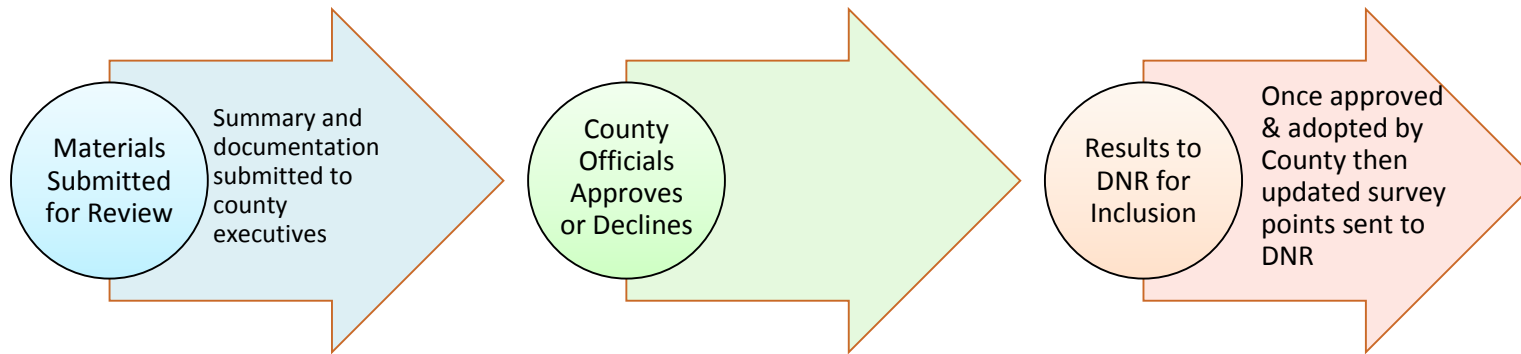 Materials
Submitted
for Review
Summary and
documentation
submitted to
county
executives
County
Officials
Approves
or Declines
Results to
DNR for
Inclusion
Once approved
& adopted by
County then
updated survey
points sent to
DNR